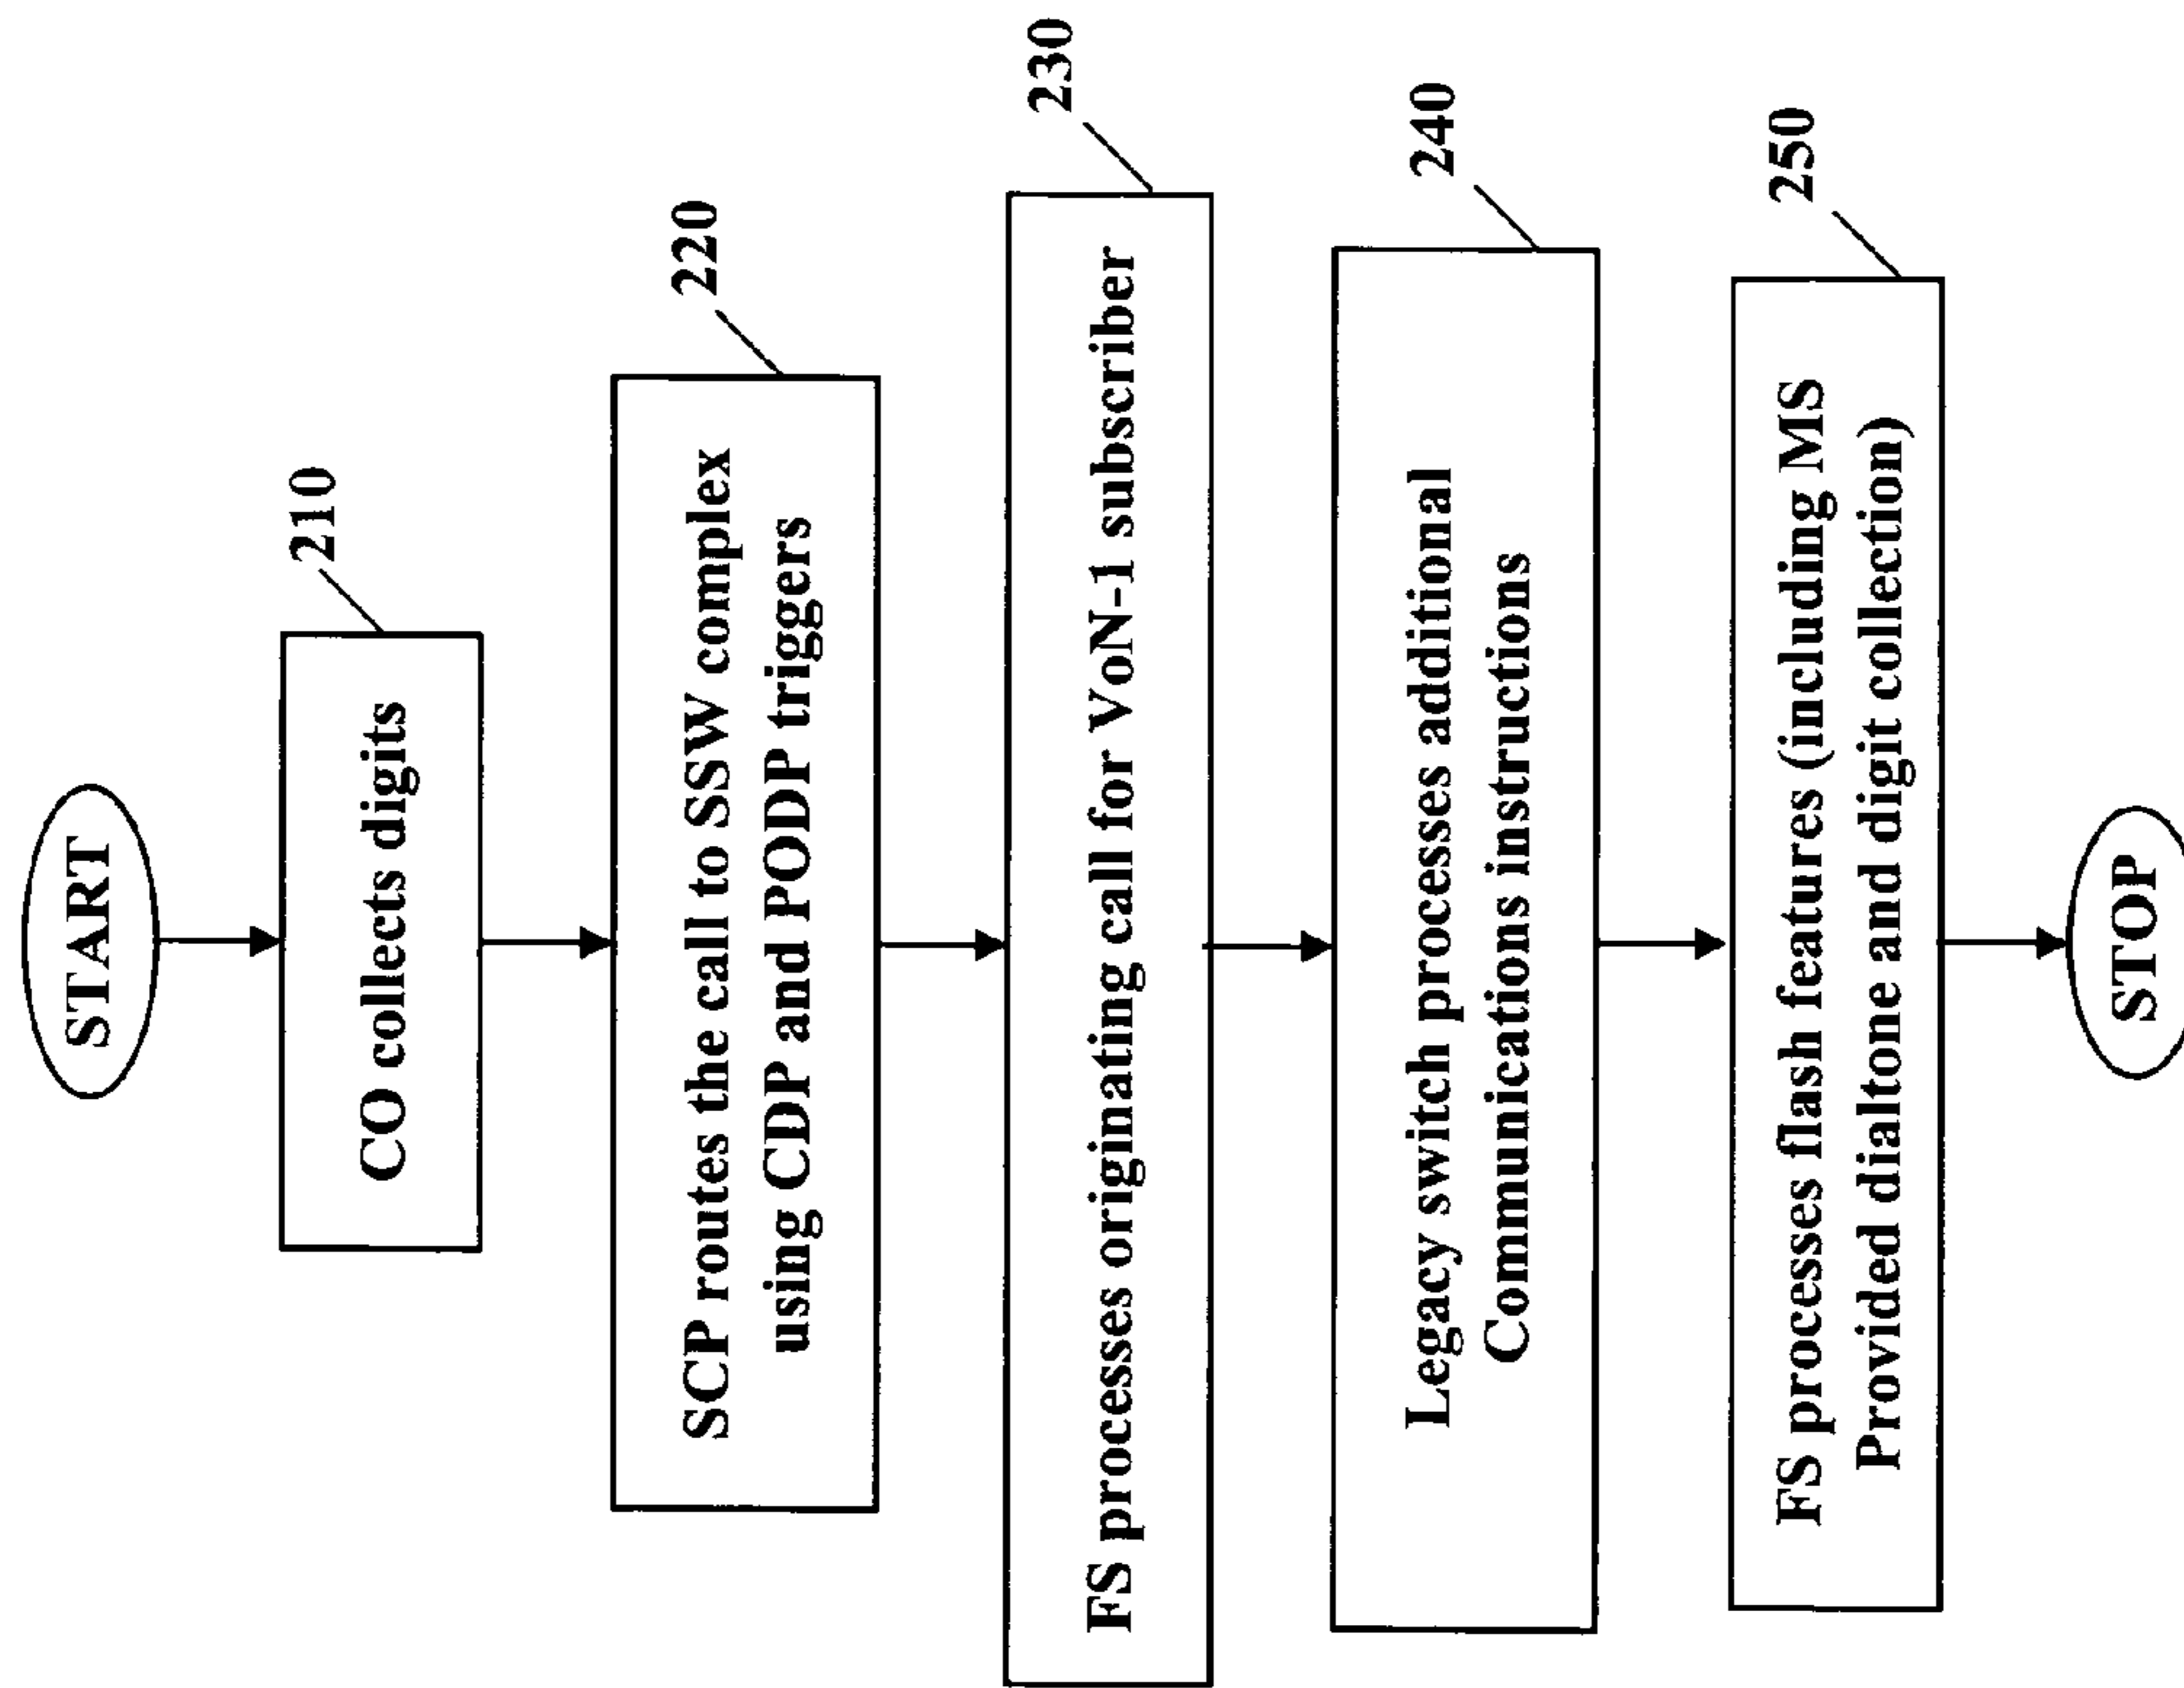 START
210
CO collects digits
220
SCP routes the call to SSW complex
using CDP and PODP triggers
230
FS processes originating call for VoN-1 subscriber
240
Legacy switch processes additional
Communications instructions
250
FS processes flash features (including MS
Provided dialtone and digit collection)
STOP